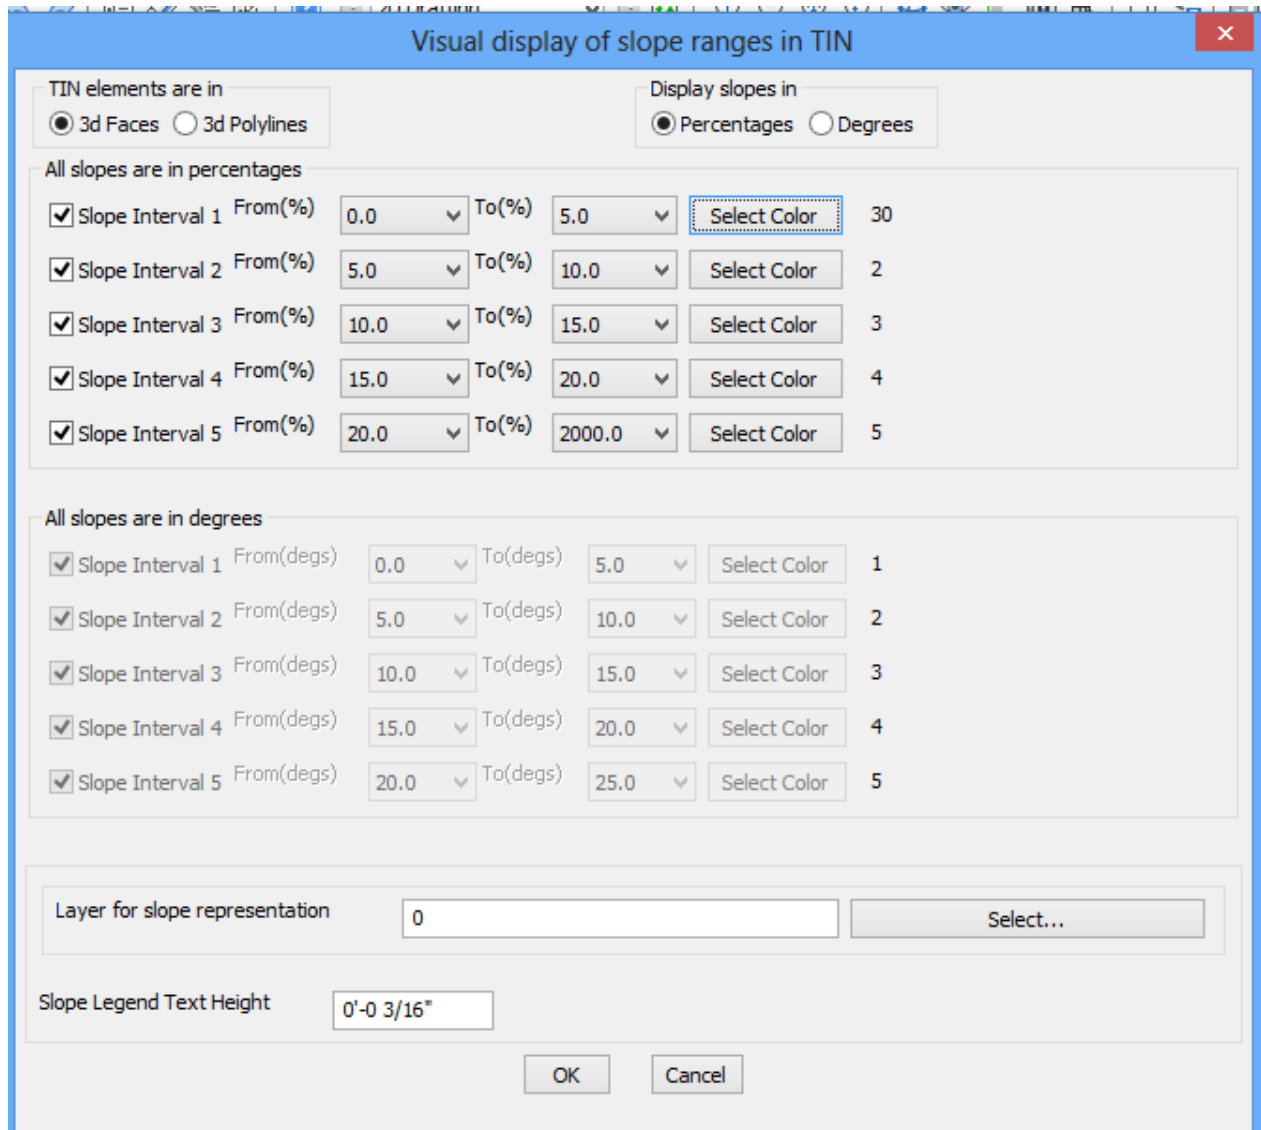 Visual display of slope ranges in TIN
TIN elements are in Display slopes in
3d Faces 3d Polylines Percentages Degrees
All slopes are in percentages
Slope Interval 1 From(%) 0.0 To(%) 5.0 Select Color 30
Slope Interval 2 From(%) 5.0 To(%) 10.0 Select Color 2
Slope Interval 3 From(%) 10.0 To(%) 15.0 Select Color 3
Slope Interval 4 From(%) 15.0 To(%) 20.0 Select Color 4
Slope Interval 5 From(%) 20.0 To(%) 2000.0 Select Color 5
All slopes are in degrees
Slope Interval 1 From(degs) 0.0 To(degs) 5.0 Select Color 1
Slope Interval 2 From(degs) 5.0 To(degs) 10.0 Select Color 2
Slope Interval 3 From(degs) 10.0 To(degs) 15.0 Select Color 3
Slope Interval 4 From(degs) 15.0 To(degs) 20.0 Select Color 4
Slope Interval 5 From(degs) 20.0 To(degs) 25.0 Select Color 5
Layer for slope representation 0 Select...
Slope Legend Text Height 0'-0 3/16"
OK Cancel